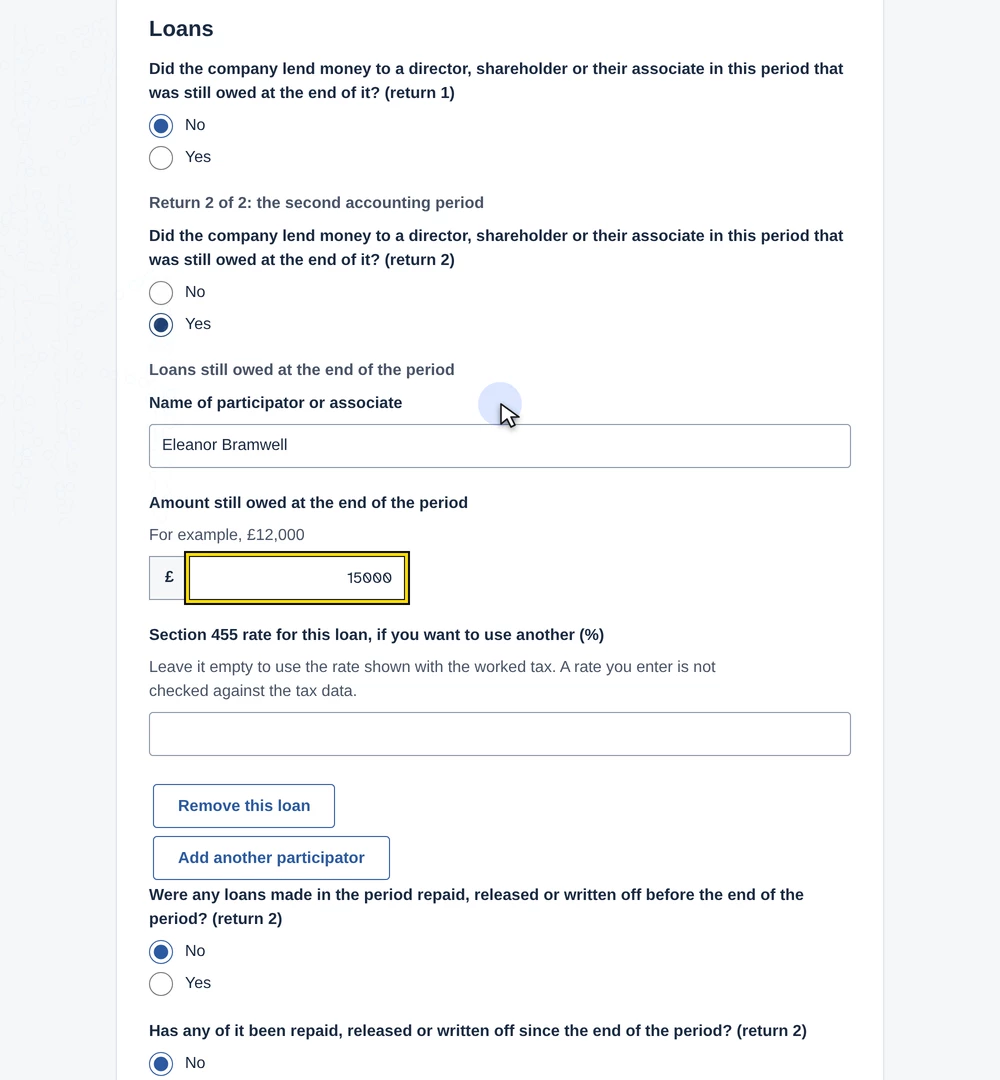 Loans
Did the company lend money to a director, shareholder or their associate in this period that
was still owed at the end of it? (return 1)
No
Yes
Return 2 of 2: the second accounting period
Did the company lend money to a director, shareholder or their associate in this period that
was still owed at the end of it? (return 2)
No
Yes
Loans still owed at the end of the period
Name of participator or associate
Eleanor Bramwell
Amount still owed at the end of the period
For example, £12,000
£ 15000
Section 455 rate for this loan, if you want to use another (%)
Leave it empty to use the rate shown with the worked tax. A rate you enter is not
checked against the tax data.
Remove this loan
Add another participator
Were any loans made in the period repaid, released or written off before the end of the
period? (return 2)
No
Yes
Has any of it been repaid, released or written off since the end of the period? (return 2)
No